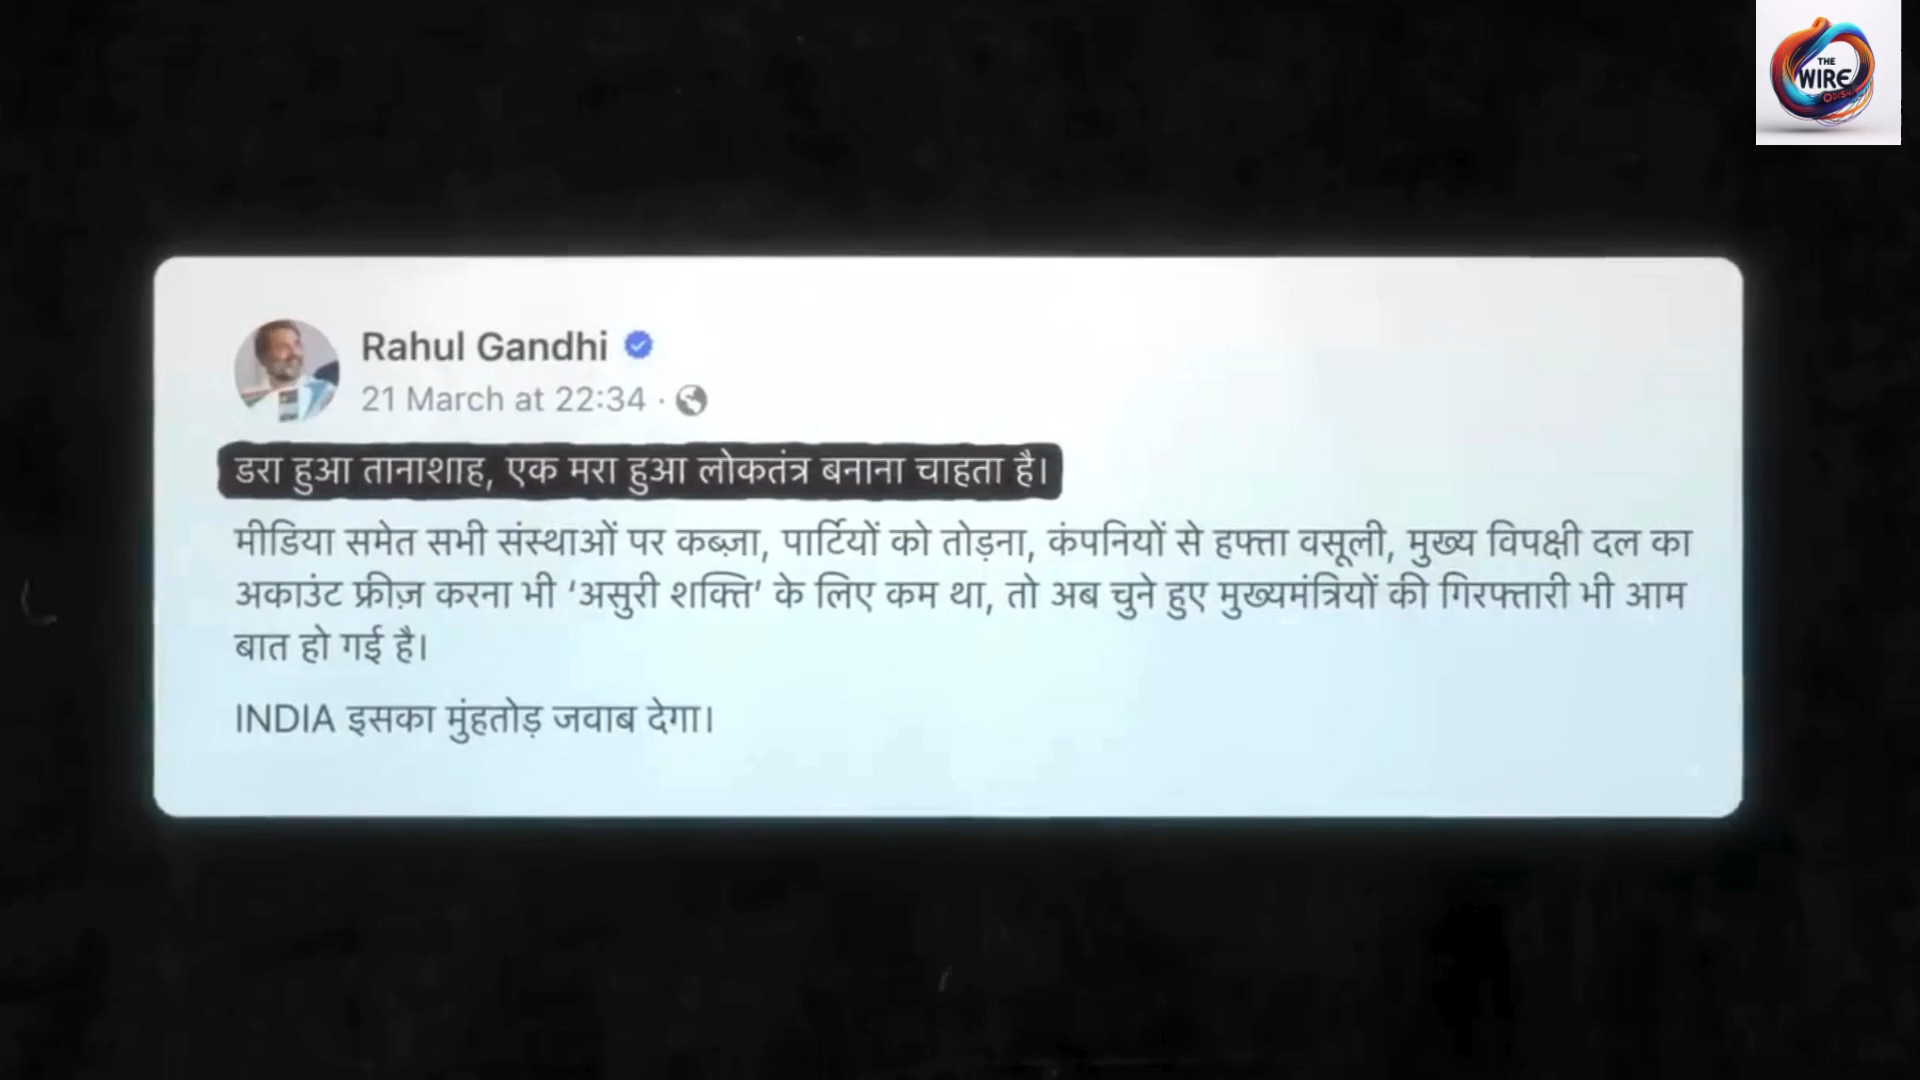 THE
WIRE
ODISHA
Rahul Gandhi
21 March at 22:34 ·
डरा हुआ तानाशाह, एक मरा हुआ लोकतंत्र बनाना चाहता है।
मीडिया समेत सभी संस्थाओं पर कब्ज़ा, पार्टियों को तोड़ना, कंपनियों से हफ्ता वसूली, मुख्य विपक्षी दल का
अकाउंट फ्रीज़ करना भी ‘असुरी शक्ति’ के लिए कम था, तो अब चुने हुए मुख्यमंत्रियों की गिरफ्तारी भी आम
बात हो गई है।
INDIA इसका मुंहतोड़ जवाब देगा।